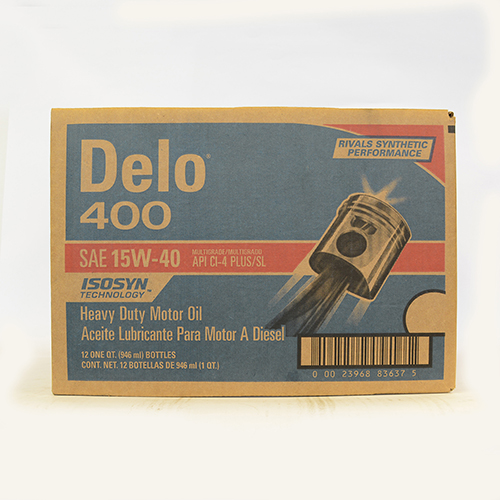 RIVALS SYNTHETIC
PERFORMANCE
Delo®
400
SAE 15W-40
MULTIGRADE/MULTIGRADO
API CI-4 PLUS/SL
ISOSYN™
TECHNOLOGY
Heavy Duty Motor Oil
Aceite Lubricante Para Motor A Diesel
12 ONE QT. (946 ml) BOTTLES
CONT. NET. 12 BOTELLAS DE 946 ml (1 QT.)
0 00 23968 83637 5